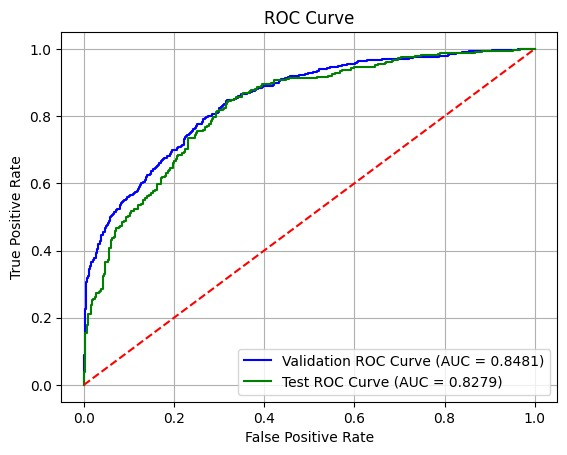 ROC Curve
True Positive Rate
1.0
0.8
0.6
0.4
0.2
0.0
Validation ROC Curve (AUC = 0.8481)
Test ROC Curve (AUC = 0.8279)
0.0 0.2 0.4 0.6 0.8 1.0
False Positive Rate